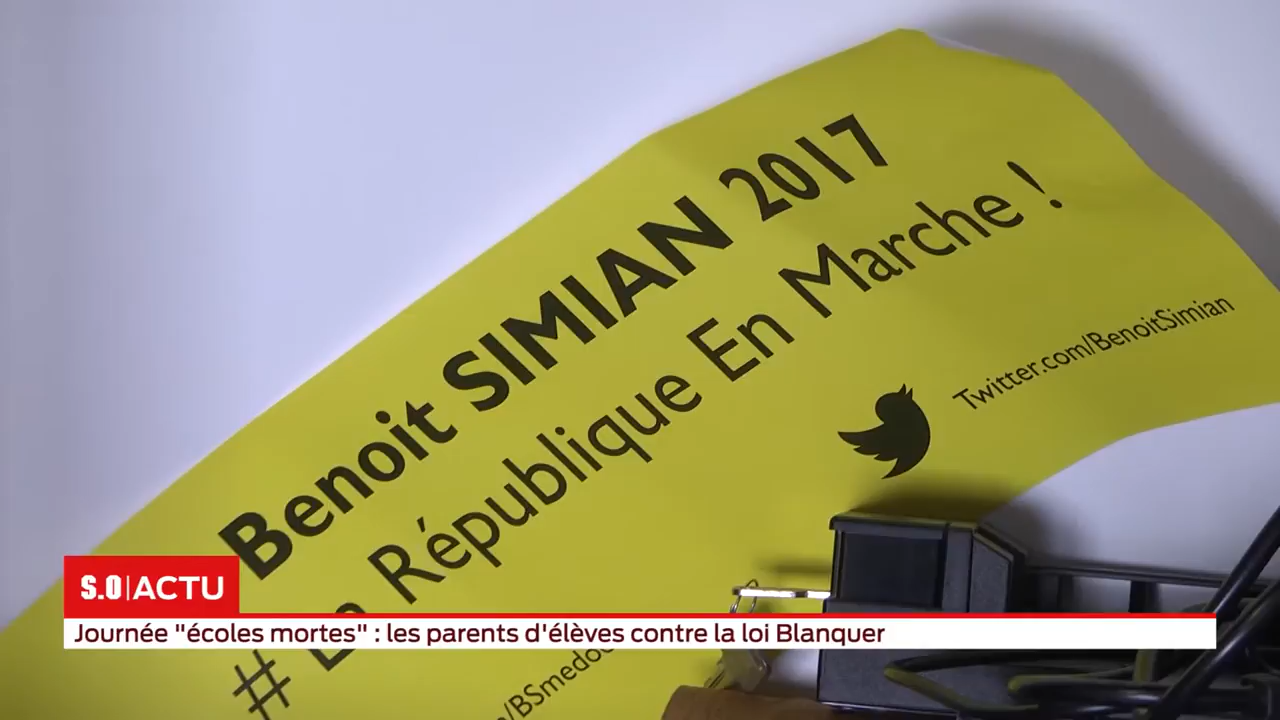 Benoit SIMIAN 2017
# La République En Marche !
Twitter.com/BenoitSimian
/BSmedoc
S.O|ACTU
Journée "écoles mortes" : les parents d'élèves contre la loi Blanquer